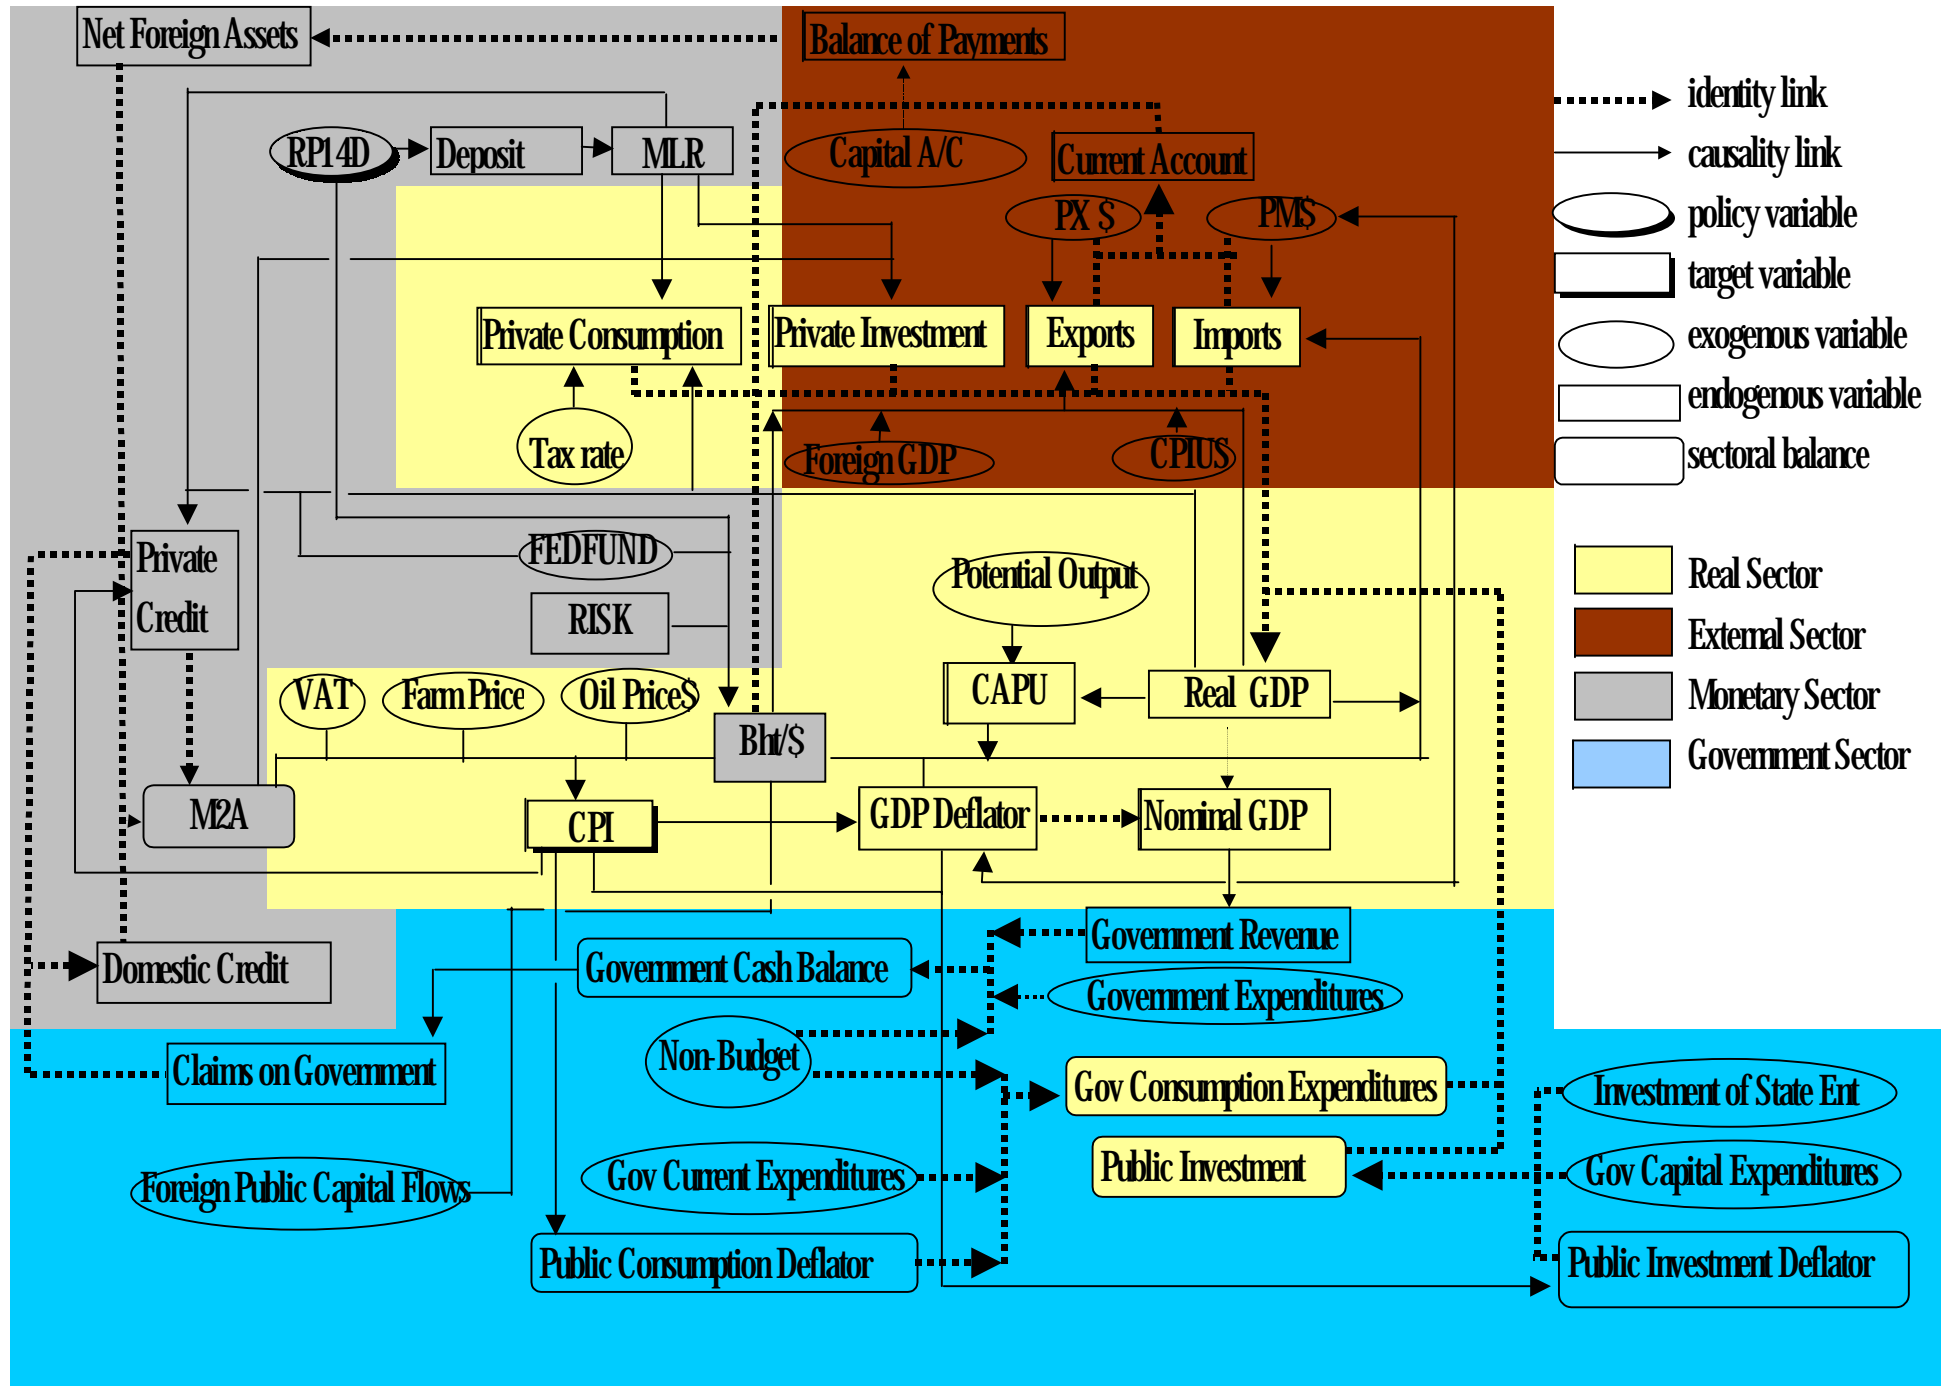 Net Foreign Assets
Balance of Payments
identity link
RP14D
Deposit
MLR
Capital A/C
Current Account
causality link
PX $
PM$
policy variable
target variable
Private Consumption
Private Investment
Exports
Imports
exogenous variable
endogenous variable
Tax rate
Foreign GDP
CPIUS
sectoral balance
Private
Credit
FEDFUND
RISK
Potential Output
Real Sector
External Sector
VAT
Farm Price
Oil Price$
CAPU
Real GDP
Monetary Sector
Bht/$
Government Sector
M2A
CPI
GDP Deflator
Nominal GDP
Domestic Credit
Government Cash Balance
Government Revenue
Government Expenditures
Claims on Government
Non-Budget
Gov Consumption Expenditures
Investment of State Ent
Foreign Public Capital Flows
Gov Current Expenditures
Public Investment
Gov Capital Expenditures
Public Consumption Deflator
Public Investment Deflator